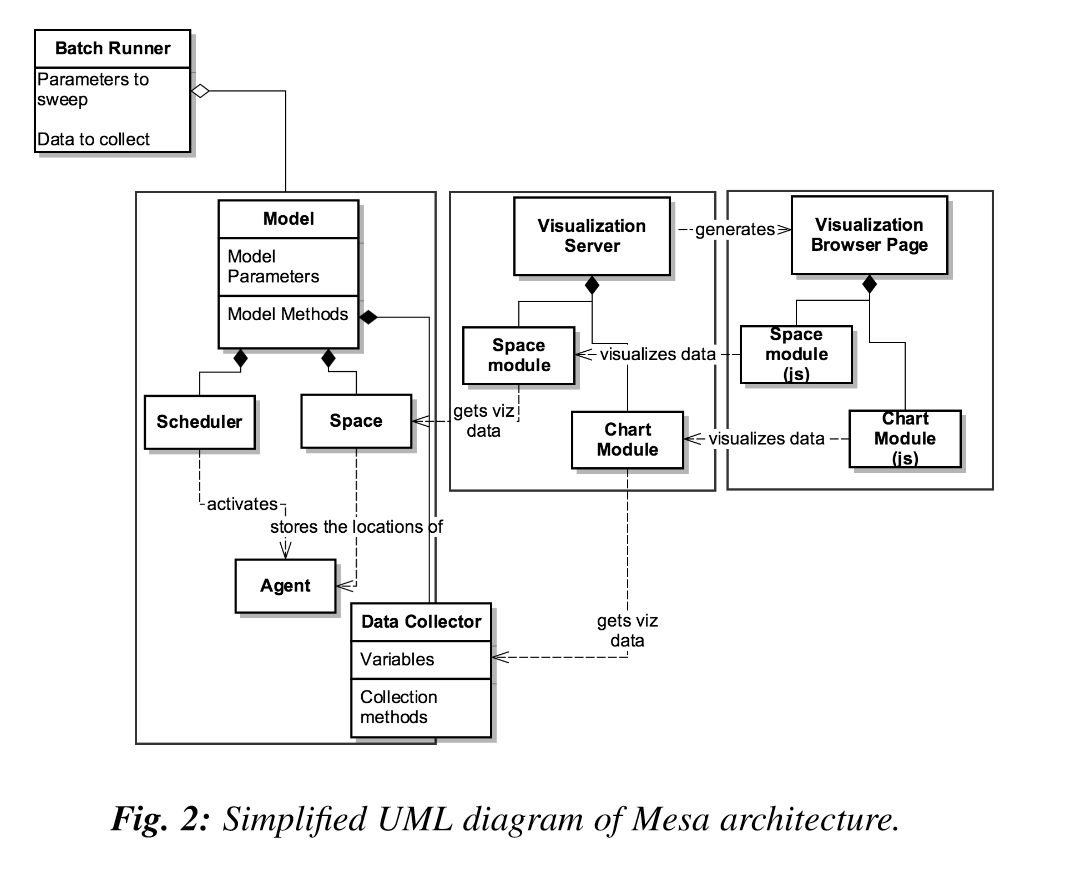 Batch Runner
Parameters to
sweep
Data to collect
Model
Model
Parameters
Model Methods
Scheduler
Space
activates
stores the locations of
Agent
Data Collector
Variables
Collection
methods
Visualization
Server
generates
Visualization
Browser Page
Space
module
visualizes data
Space
module
(js)
gets viz
data
Chart
Module
visualizes data
Chart
Module
(js)
gets viz
data
Fig. 2: Simplified UML diagram of Mesa architecture.